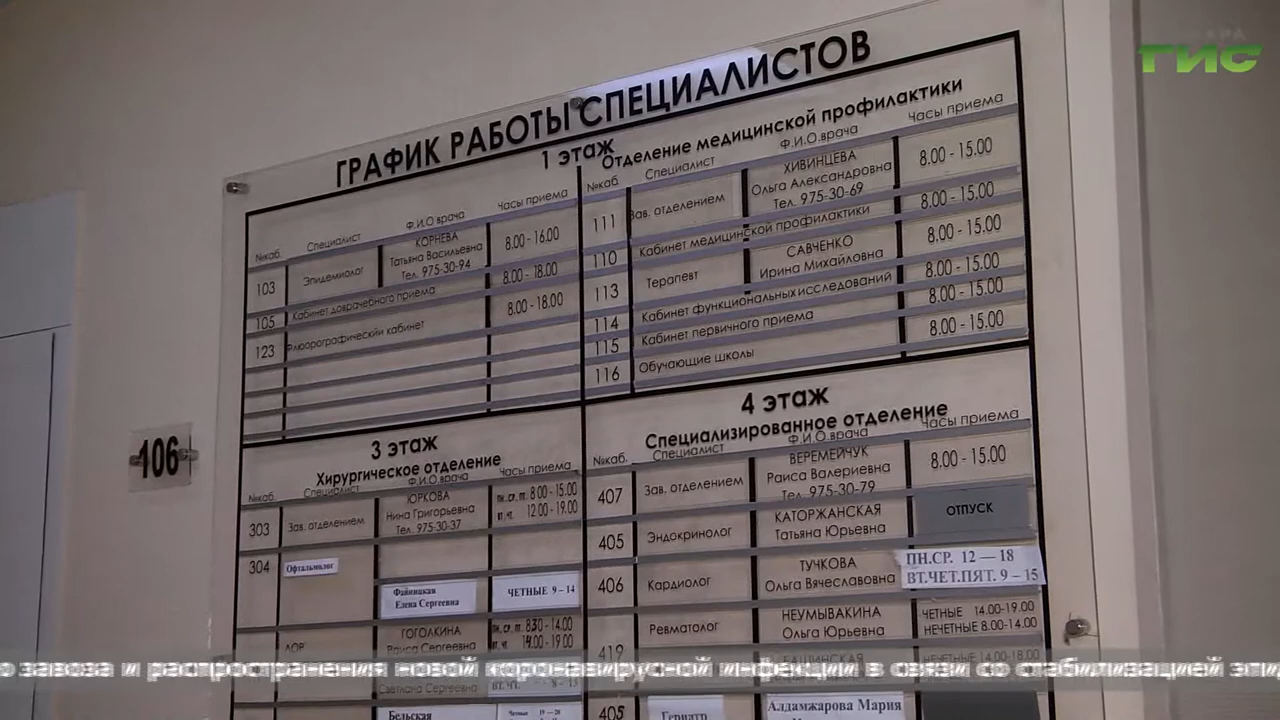 ГИС
ГРАФИК РАБОТЫ СПЕЦИАЛИСТОВ
1 этаж
№каб. Специалист Ф.И.О врача Часы приема
103 Эпидемиолог КОРНЕВА Татьяна Васильевна Тел. 975-30-94 8.00 - 16.00
105 Кабинет доврачебного приема 8.00 - 18.00
123 Флюорографический кабинет 8.00 - 18.00
Отделение медицинской профилактики
№каб. Специалист Ф.И.О.врача Часы приема
111 Зав. отделением ХИВИНЦЕВА Ольга Александровна Тел. 975-30-69 8.00 - 15.00
110 Кабинет медицинской профилактики 8.00 - 15.00
113 Терапевт САВЧЕНКО Ирина Михайловна 8.00 - 15.00
114 Кабинет функциональных исследований 8.00 - 15.00
115 Кабинет первичного приема 8.00 - 15.00
116 Обучающие школы 8.00 - 15.00
106
3 этаж
Хирургическое отделение
№каб. Специалист Ф.И.О врача Часы приема
303 Зав. отделением ЮРКОВА Нина Григорьевна Тел. 975-30-37 пн. ср. пт. 8.00 - 15.00 вт. чт. 12.00 - 19.00
304 Офтальмолог
Файницкая Елена Сергеевна ЧЕТНЫЕ 9 – 14
ЛОР ГОГОЛКИНА Раиса Сергеевна пн. ср. пт. 8.30 - 14.00 вт. чт. 14.00 - 19.00
Светлана Сергеевна ВТ.ЧТ. 8 – 13
Бельская Четные
4 этаж
Специализированное отделение
№каб. Специалист Ф.И.О.врача Часы приема
407 Зав. отделением ВЕРЕМЕЙЧУК Раиса Валериевна Тел. 975-30-79 8.00 - 15.00
405 Эндокринолог КАТОРЖАНСКАЯ Татьяна Юрьевна ОТПУСК
406 Кардиолог ТУЧКОВА Ольга Вячеславовна ПН.СР. 12 — 18 ВТ.ЧЕТ.ПЯТ. 9 – 15
Ревматолог НЕУМЫВАКИНА Ольга Юрьевна ЧЕТНЫЕ 14.00-19.00 НЕЧЕТНЫЕ 8.00-14.00
419 НЕЧЕТНЫЕ 14.00-18.00
405 Гериатр Алдамжарова Мария
завоза и распространения новой коронавирусной инфекции в связи со стабилизацией